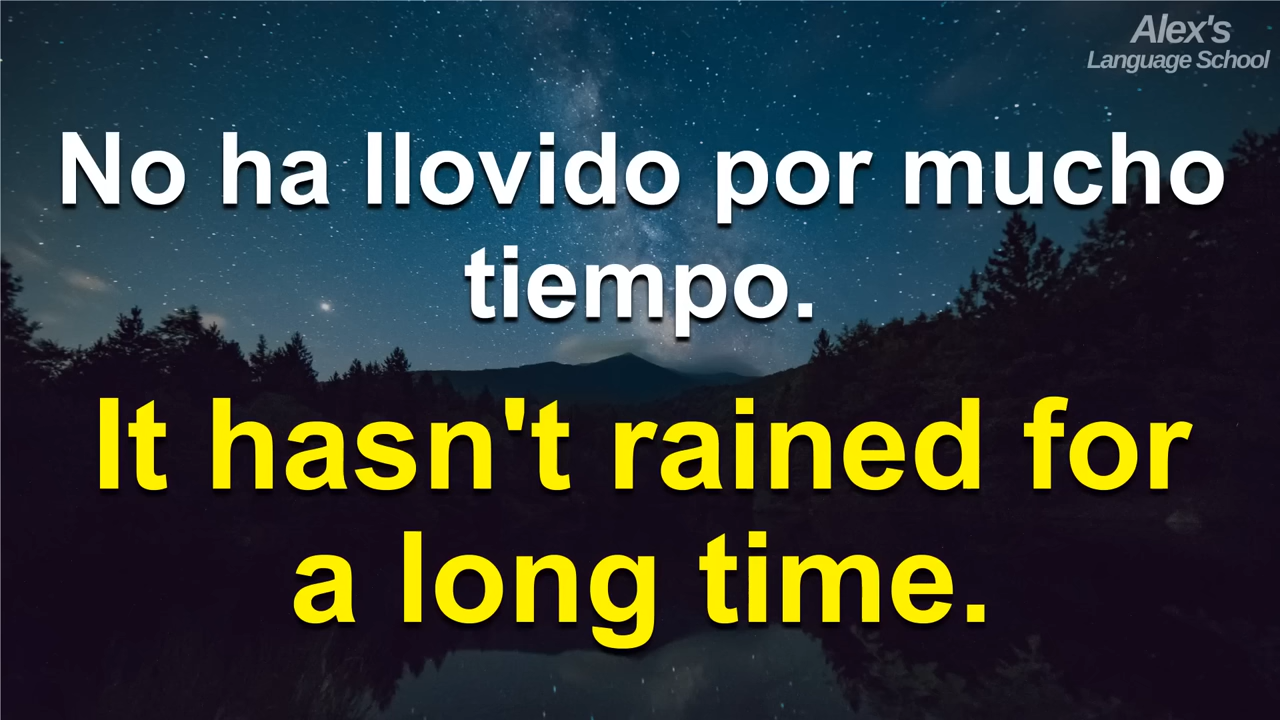 Alex's
Language School
No ha llovido por mucho
tiempo.
It hasn't rained for
a long time.